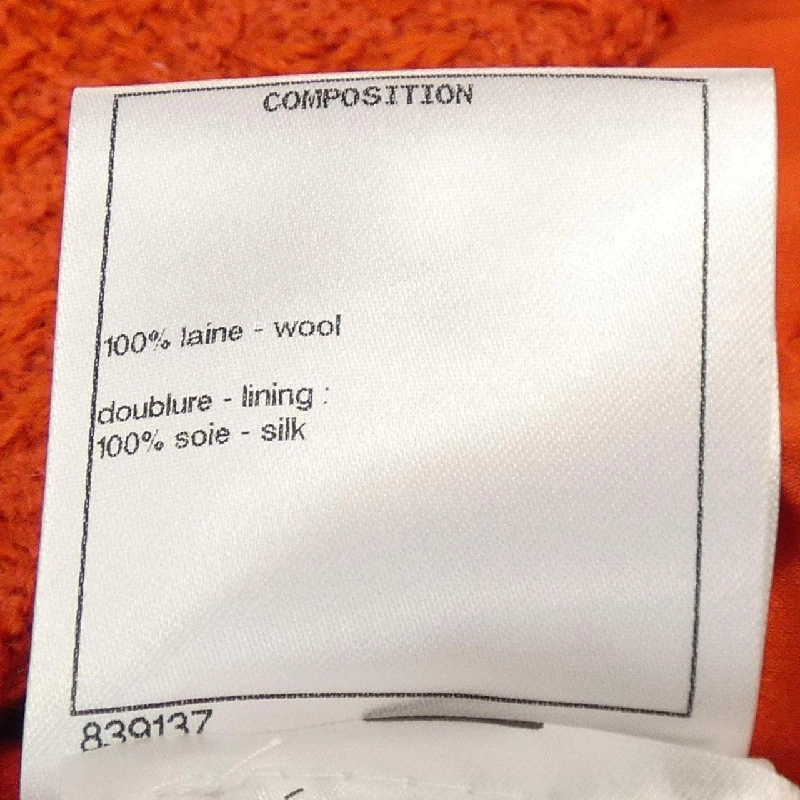 COMPOSITION
100% laine - wool
doublure - lining :
100% soie - silk
839137